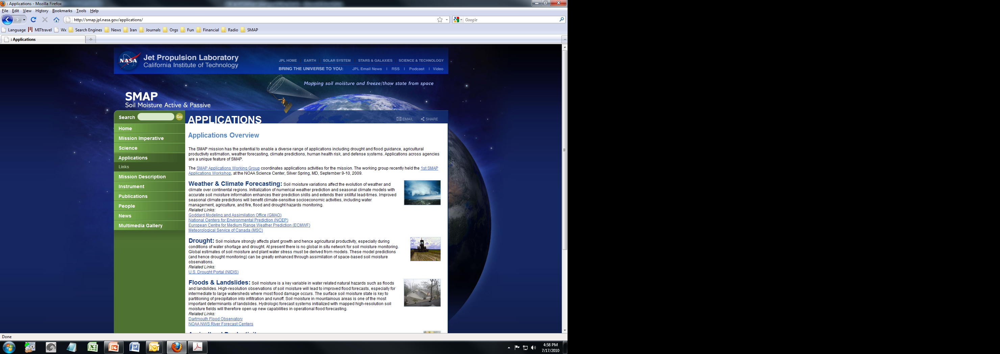 : Applications - Mozilla Firefox
File Edit View History Bookmarks Tools Help
http://smap.jpl.nasa.gov/applications/
Google
Language MITtravel Wx Search Engines News Iran Journals Orgs Fun Financial Radio SMAP
: Applications
NASA
Jet Propulsion Laboratory
California Institute of Technology
JPL HOME EARTH SOLAR SYSTEM STARS & GALAXIES SCIENCE & TECHNOLOGY
BRING THE UNIVERSE TO YOU: JPL Email News | RSS | Podcast | Video
Mapping soil moisture and freeze/thaw state from space
SMAP
Soil Moisture Active & Passive
Search Go
Home
Mission Imperative
Science
Applications
Links
Mission Description
Instrument
Publications
People
News
Multimedia Gallery
APPLICATIONS
EMAIL SHARE
Applications Overview
The SMAP mission has the potential to enable a diverse range of applications including drought and flood guidance, agricultural
productivity estimation, weather forecasting, climate predictions, human health risk, and defense systems. Applications across agencies
are a unique feature of SMAP.
The SMAP Applications Working Group coordinates applications activities for the mission. The working group recently held the 1st SMAP
Applications Workshop, at the NOAA Science Center, Silver Spring, MD, September 9-10, 2009.
Weather & Climate Forecasting: Soil moisture variations affect the evolution of weather and
climate over continental regions. Initialization of numerical weather prediction and seasonal climate models with
accurate soil moisture information enhances their prediction skills and extends their skillful lead-times. Improved
seasonal climate predictions will benefit climate-sensitive socioeconomic activities, including water
management, agriculture, and fire, flood and drought hazards monitoring.
Related Links:
Goddard Modeling and Assimilation Office (GMAO)
National Centers for Environmental Prediction (NCEP)
European Centre for Medium Range Weather Prediction (ECMWF)
Meteorological Service of Canada (MSC)
Drought: Soil moisture strongly affects plant growth and hence agricultural productivity, especially during
conditions of water shortage and drought. At present there is no global in situ network for soil moisture monitoring.
Global estimates of soil moisture and plant water stress must be derived from models. These model predictions
(and hence drought monitoring) can be greatly enhanced through assimilation of space-based soil moisture
observations.
Related Links:
U.S. Drought Portal (NIDIS)
Floods & Landslides: Soil moisture is a key variable in water related natural hazards such as floods
and landslides. High-resolution observations of soil moisture will lead to improved flood forecasts, especially for
intermediate to large watersheds where most flood damage occurs. The surface soil moisture state is key to
partitioning of precipitation into infiltration and runoff. Soil moisture in mountainous areas is one of the most
important determinants of landslides. Hydrologic forecast systems initialized with mapped high-resolution soil
moisture fields will therefore open up new capabilities in operational flood forecasting.
Related Links:
Dartmouth Flood Observatory
NOAA NWS River Forecast Centers
Done
4:58 PM
7/17/2010